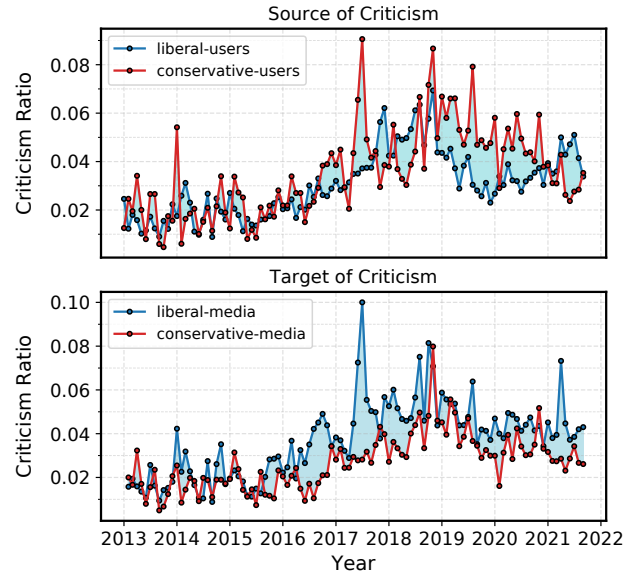 Source of Criticism
liberal-users
conservative-users
Criticism Ratio
0.08
0.06
0.04
0.02
Target of Criticism
liberal-media
conservative-media
Criticism Ratio
0.10
0.08
0.06
0.04
0.02
2013 2014 2015 2016 2017 2018 2019 2020 2021 2022
Year